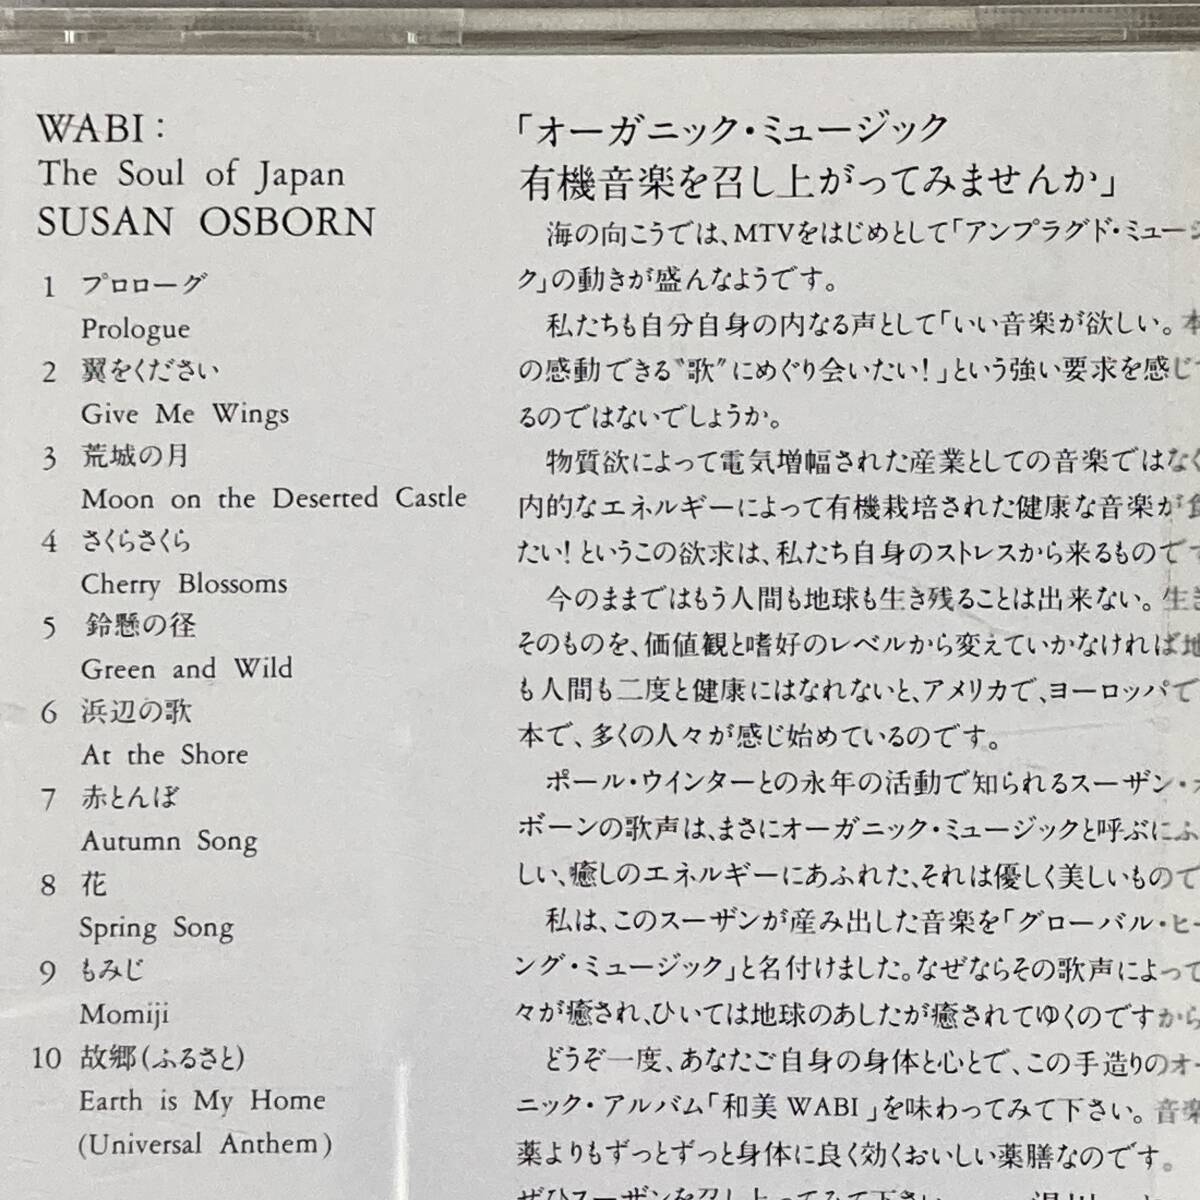 WABI :
The Soul of Japan
SUSAN OSBORN
1 プロローグ
Prologue
2 翼をください
Give Me Wings
3 荒城の月
Moon on the Deserted Castle
4 さくらさくら
Cherry Blossoms
5 鈴懸の径
Green and Wild
6 浜辺の歌
At the Shore
7 赤とんぼ
Autumn Song
8 花
Spring Song
9 もみじ
Momiji
10 故郷(ふるさと)
Earth is My Home
(Universal Anthem)
「オーガニック・ミュージック
有機音楽を召し上がってみませんか」
海の向こうでは、MTVをはじめとして「アンプラグド・ミュージ
ク」の動きが盛んなようです。
私たちも自分自身の内なる声として「いい音楽が欲しい。本
の感動できる〝歌〟にめぐり会いたい!」という強い要求を感じて
るのではないでしょうか。
物質欲によって電気増幅された産業としての音楽ではなく
内的なエネルギーによって有機栽培された健康な音楽が食
たい!というこの欲求は、私たち自身のストレスから来るものです
今のままではもう人間も地球も生き残ることは出来ない。生き
そのものを、価値観と嗜好のレベルから変えていかなければ地
も人間も二度と健康にはなれないと、アメリカで、ヨーロッパで
本で、多くの人々が感じ始めているのです。
ポール・ウインターとの永年の活動で知られるスーザン・オ
ボーンの歌声は、まさにオーガニック・ミュージックと呼ぶにふ
しい、癒しのエネルギーにあふれた、それは優しく美しいもので
私は、このスーザンが産み出した音楽を「グローバル・ヒー
ング・ミュージック」と名付けました。なぜならその歌声によって
々が癒され、ひいては地球のあしたが癒されてゆくのですから
どうぞ一度、あなたご自身の身体と心とで、この手造りのオー
ニック・アルバム「和美 WABI」を味わってみて下さい。音楽
薬よりもずっとずっと身体に良く効くおいしい薬膳なのです。
ぜひスーザンを召し上ってみて下さい